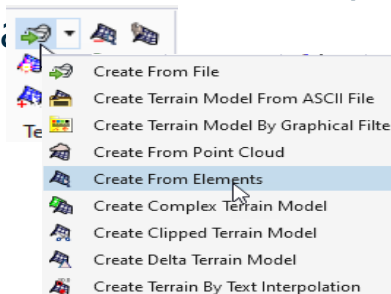 Create From File
Create Terrain Model From ASCII File
Create Terrain Model By Graphical Filte
Te
Create From Point Cloud
Create From Elements
Create Complex Terrain Model
Create Clipped Terrain Model
Create Delta Terrain Model
Create Terrain By Text Interpolation